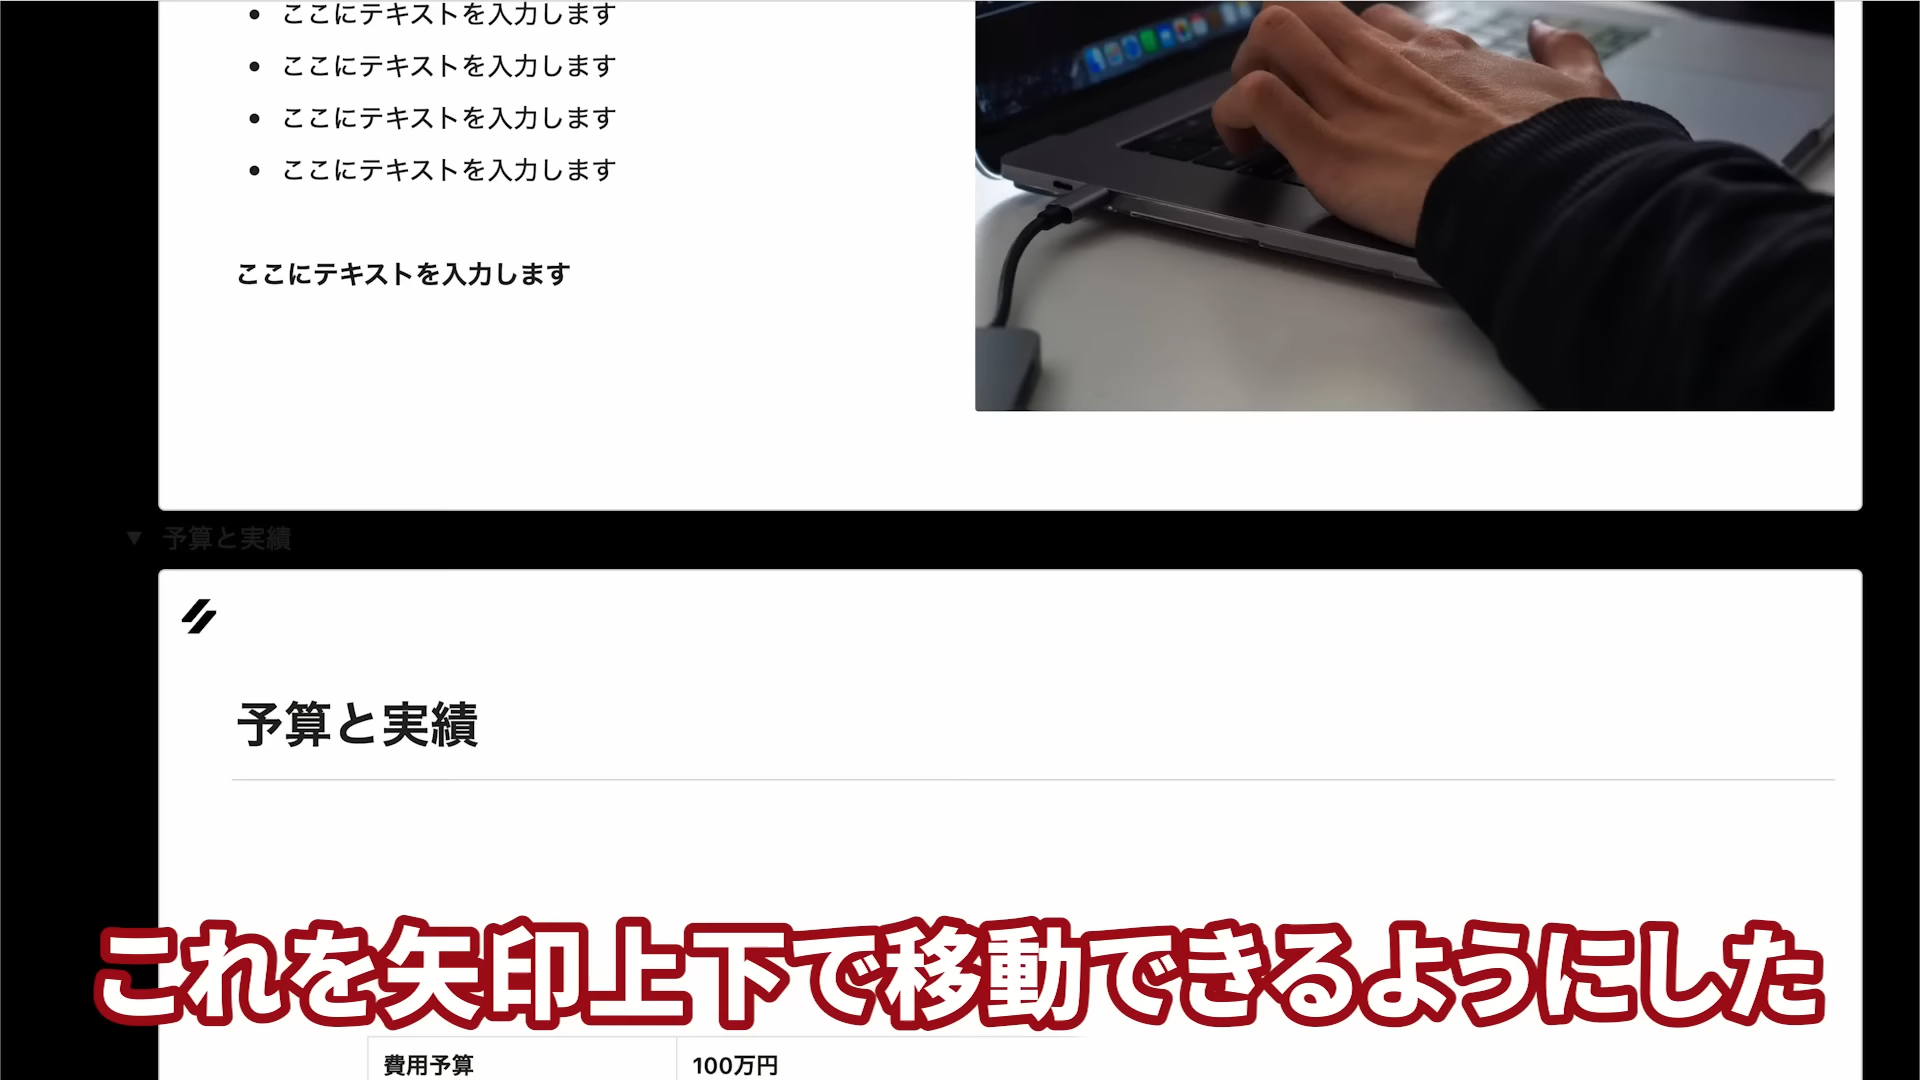 • ここにテキストを入力します
• ここにテキストを入力します
• ここにテキストを入力します
• ここにテキストを入力します
ここにテキストを入力します
▼ 予算と実績
予算と実績
これを矢印上下で移動できるようにした
費用予算 100万円